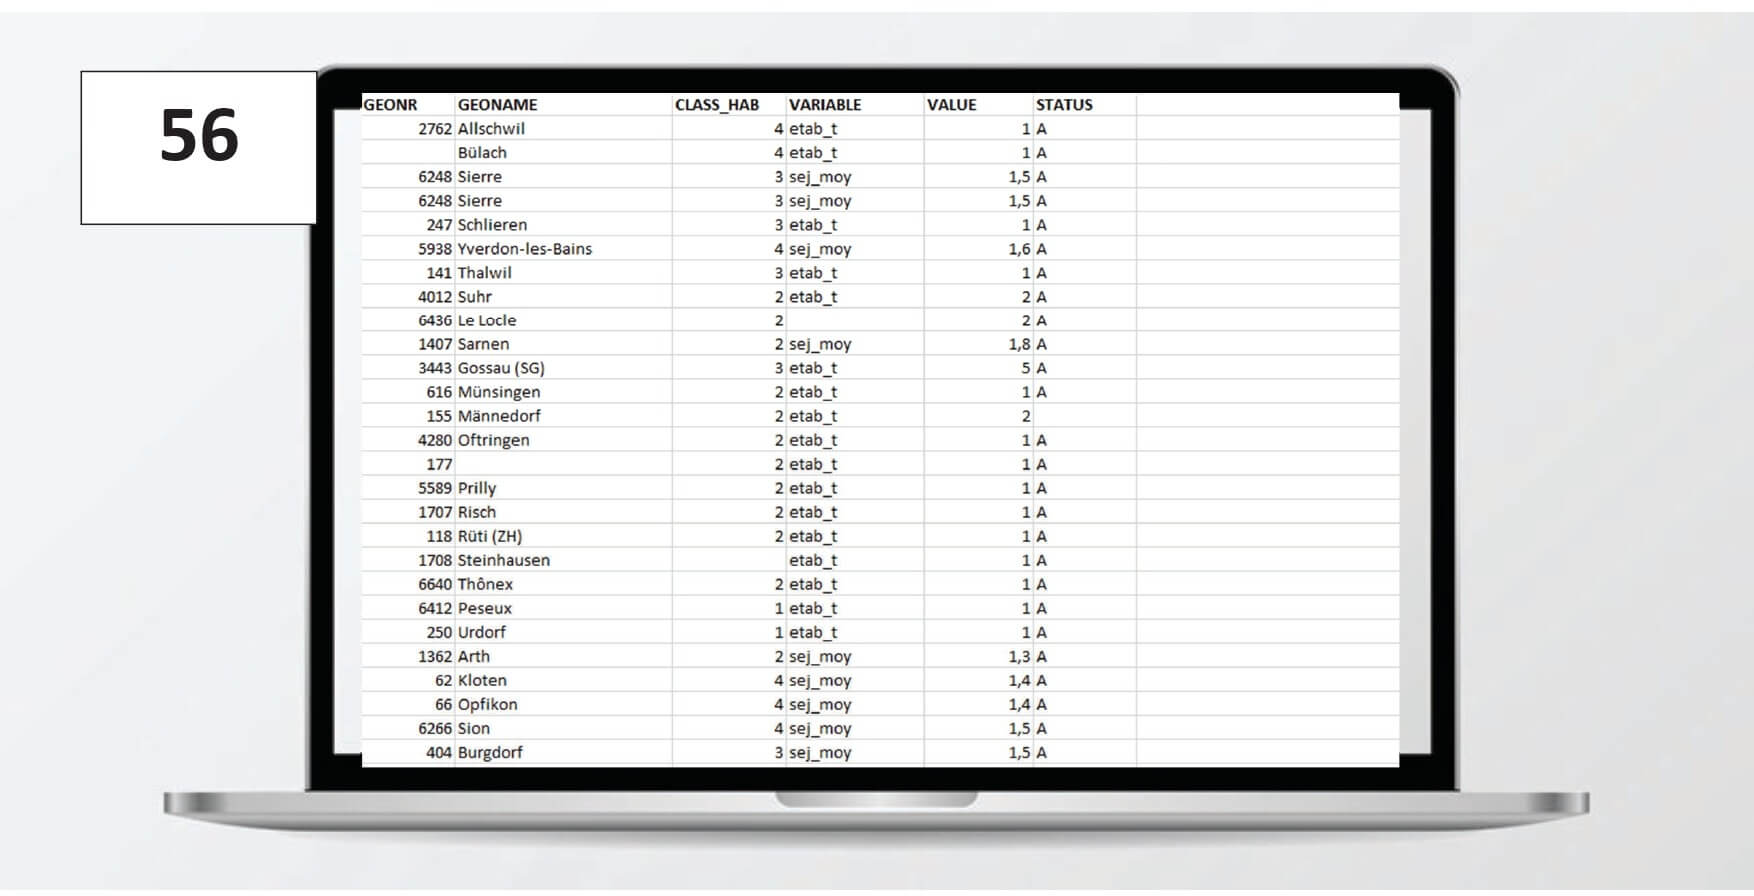 56
GEONR GEONAME CLASS_HAB VARIABLE VALUE STATUS
2762 Allschwil 4 etab_t 1 A
Bülach 4 etab_t 1 A
6248 Sierre 3 sej_moy 1,5 A
6248 Sierre 3 sej_moy 1,5 A
247 Schlieren 3 etab_t 1 A
5938 Yverdon-les-Bains 4 sej_moy 1,6 A
141 Thalwil 3 etab_t 1 A
4012 Suhr 2 etab_t 2 A
6436 Le Locle 2 2 A
1407 Sarnen 2 sej_moy 1,8 A
3443 Gossau (SG) 3 etab_t 5 A
616 Münsingen 2 etab_t 1 A
155 Männedorf 2 etab_t 2
4280 Oftringen 2 etab_t 1 A
177 2 etab_t 1 A
5589 Prilly 2 etab_t 1 A
1707 Risch 2 etab_t 1 A
118 Rüti (ZH) 2 etab_t 1 A
1708 Steinhausen etab_t 1 A
6640 Thônex 2 etab_t 1 A
6412 Peseux 1 etab_t 1 A
250 Urdorf 1 etab_t 1 A
1362 Arth 2 sej_moy 1,3 A
62 Kloten 4 sej_moy 1,4 A
66 Opfikon 4 sej_moy 1,4 A
6266 Sion 4 sej_moy 1,5 A
404 Burgdorf 3 sej_moy 1,5 A